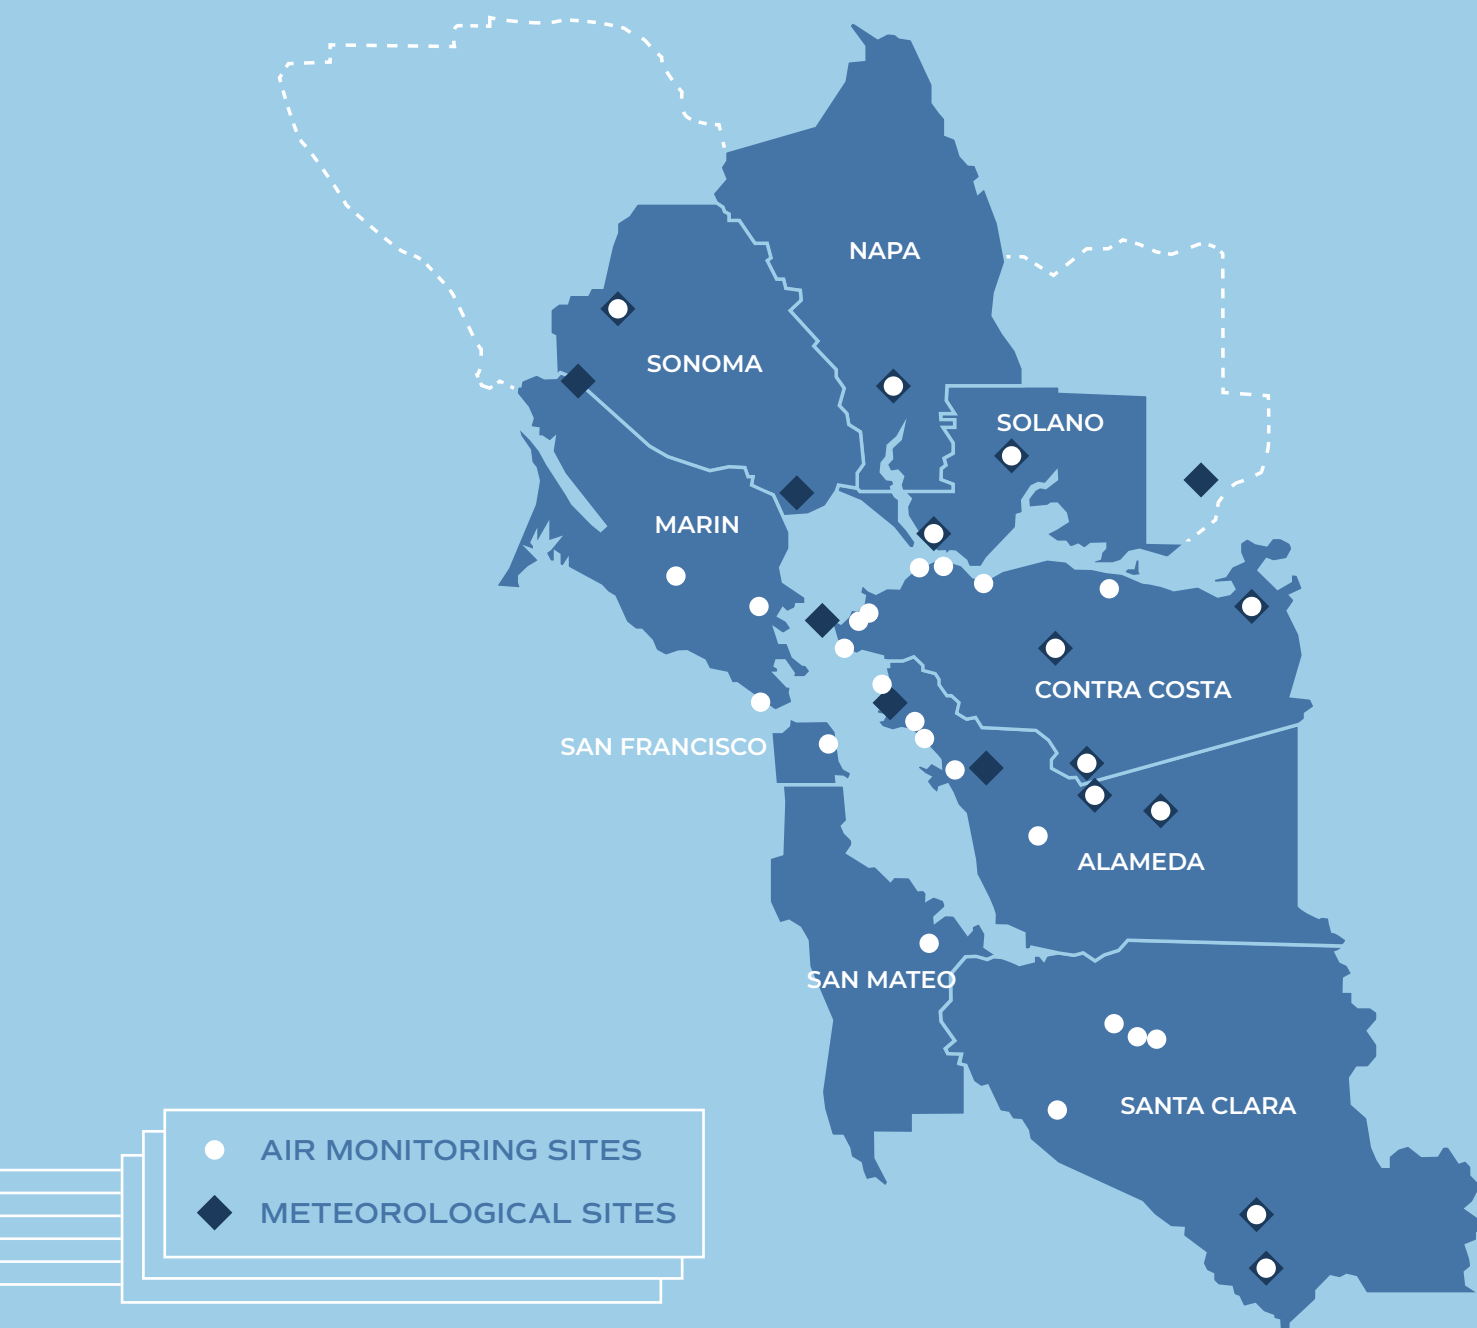 NAPA
SONOMA
SOLANO
MARIN
CONTRA COSTA
SAN FRANCISCO
ALAMEDA
SAN MATEO
SANTA CLARA
AIR MONITORING SITES
METEOROLOGICAL SITES